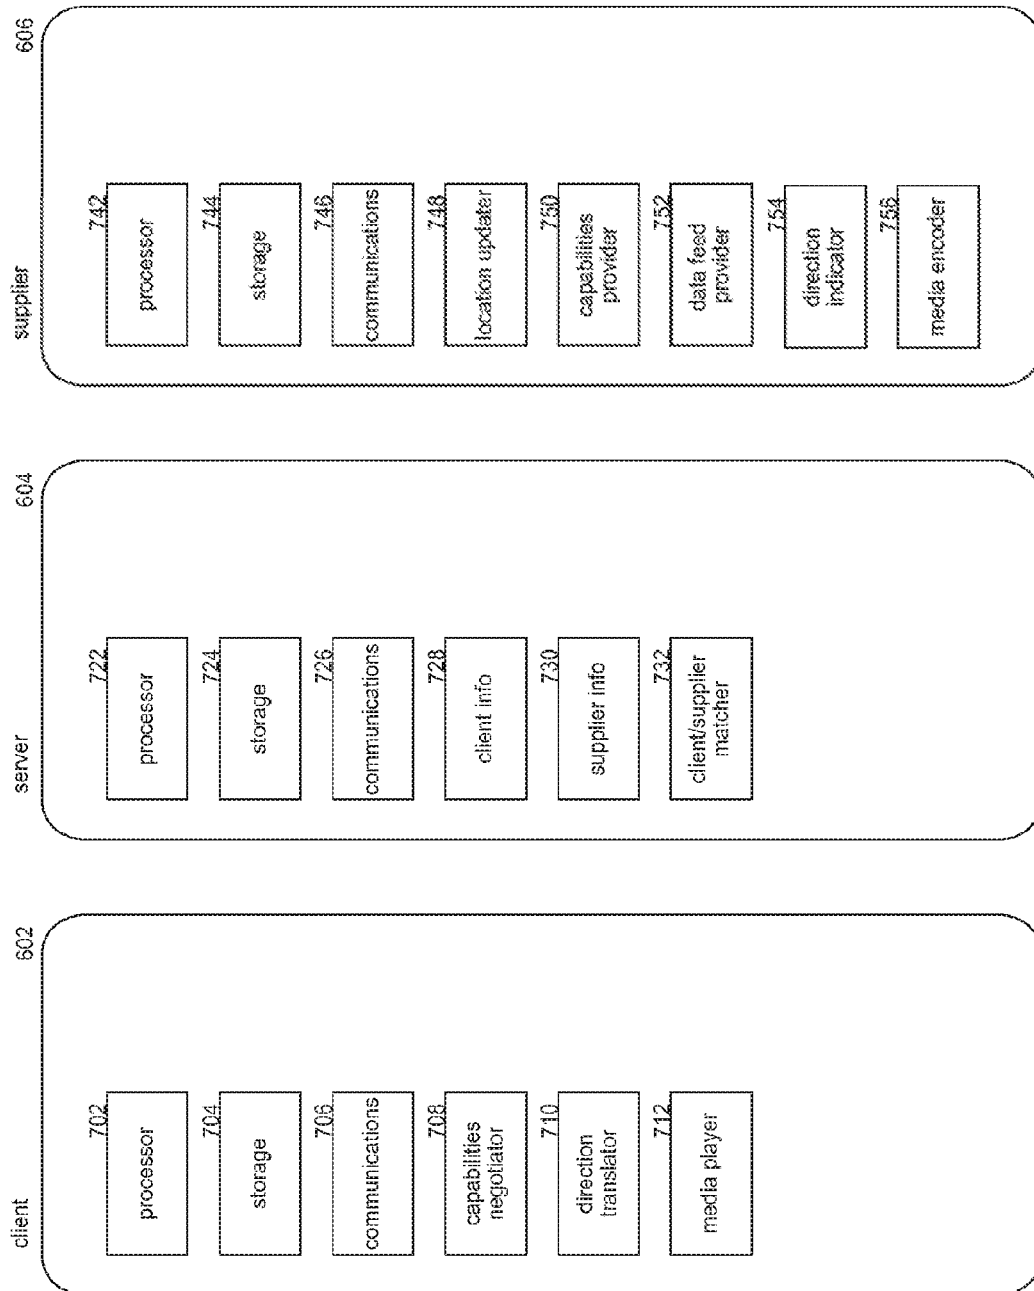 client
602
702
processor
704
storage
706
communications
708
capabilities
negotiator
710
direction
translator
712
media player
server
604
722
processor
724
storage
726
communications
728
client info
730
supplier info
732
client/supplier
matcher
supplier
606
742
processor
744
storage
746
communications
748
location updater
750
capabilities
provider
752
data feed
provider
754
direction
indicator
756
media encoder